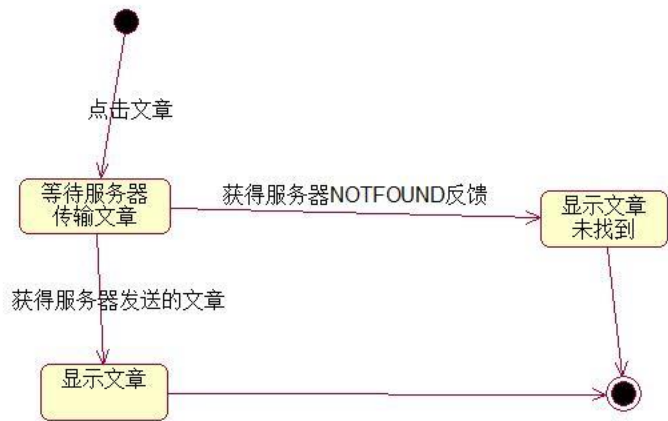 点击文章
等待服务器
传输文章
获得服务器NOTFOUND反馈
显示文章
未找到
获得服务器发送的文章
显示文章